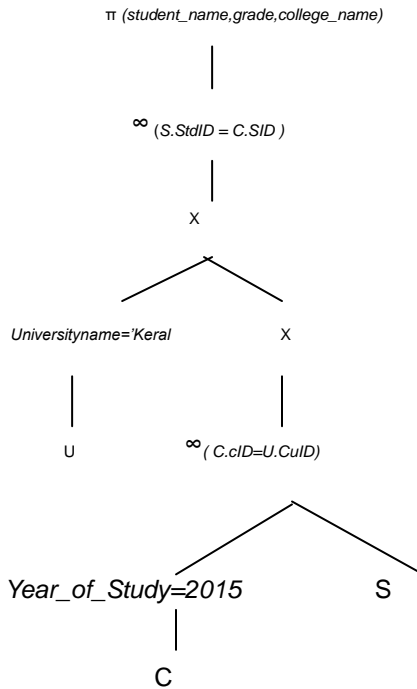 π (student_name,grade,college_name)
∞ (S.StdID = C.SID )
X
Universityname='Keral X
U ∞ ( C.cID=U.CuID)
Year_of_Study=2015 S
C